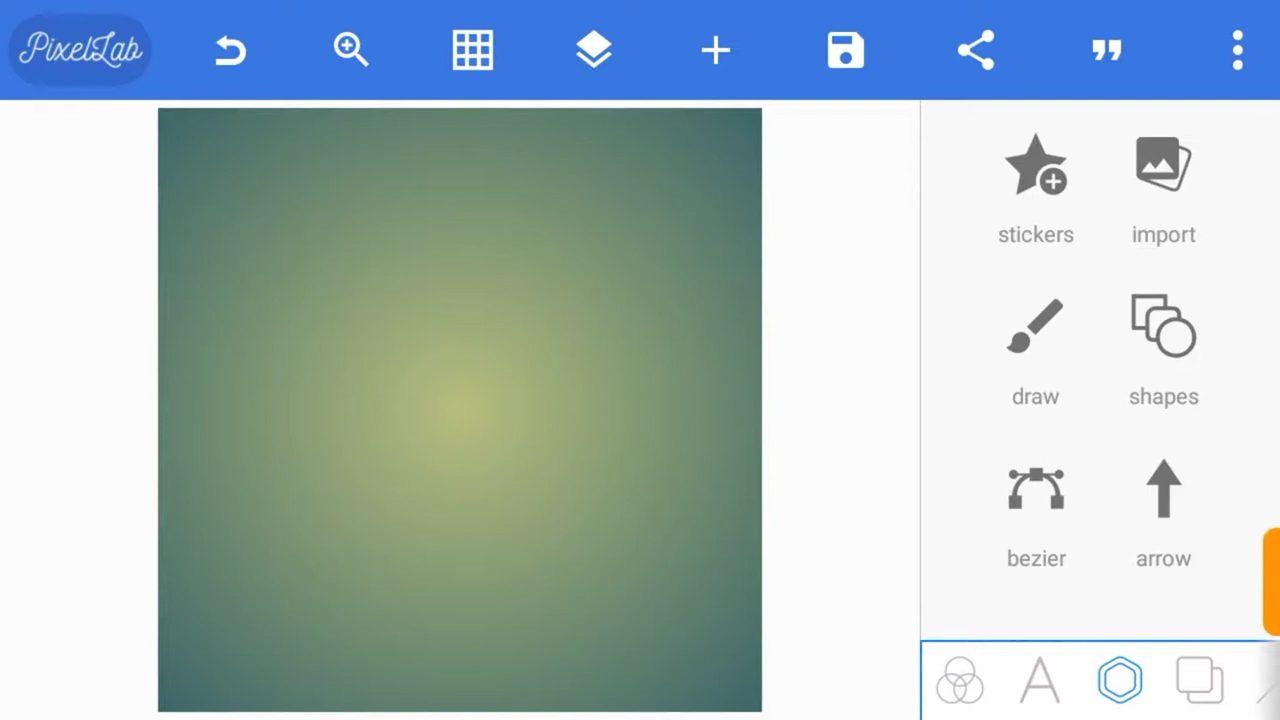 PixelLab
stickers
import
draw
shapes
bezier
arrow